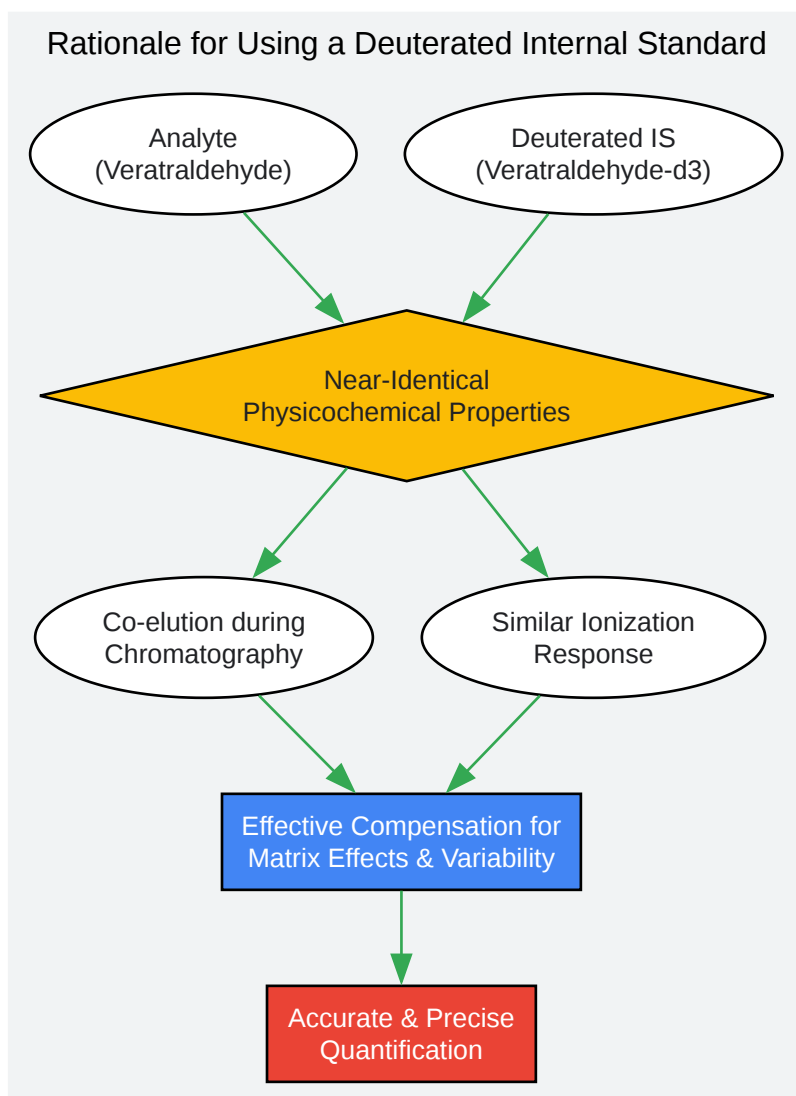 Rationale for Using a Deuterated Internal Standard
Analyte
(Veratraldehyde)
Deuterated IS
(Veratraldehyde-d3)
Near-Identical
Physicochemical Properties
Co-elution during
Chromatography
Similar Ionization
Response
Effective Compensation for
Matrix Effects & Variability
Accurate & Precise
Quantification